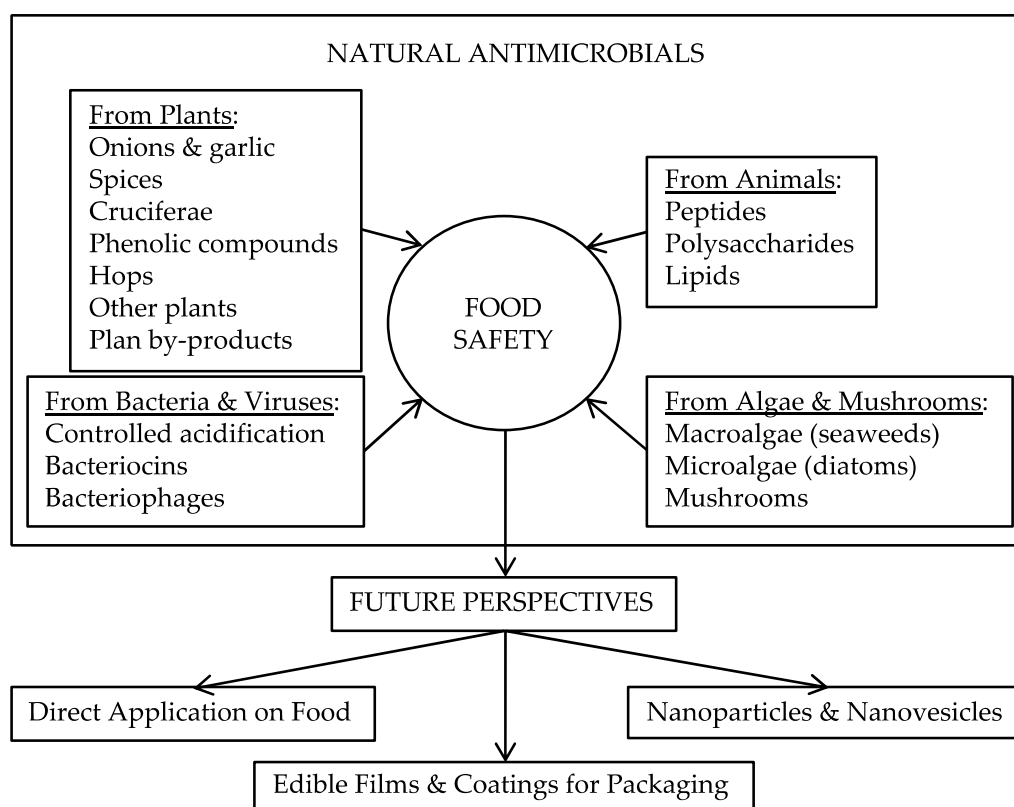 NATURAL ANTIMICROBIALS
From Plants:
Onions & garlic
Spices
Cruciferae
Phenolic compounds
Hops
Other plants
Plan by-products
From Animals:
Peptides
Polysaccharides
Lipids
FOOD
SAFETY
From Bacteria & Viruses:
Controlled acidification
Bacteriocins
Bacteriophages
From Algae & Mushrooms:
Macroalgae (seaweeds)
Microalgae (diatoms)
Mushrooms
FUTURE PERSPECTIVES
Direct Application on Food
Nanoparticles & Nanovesicles
Edible Films & Coatings for Packaging